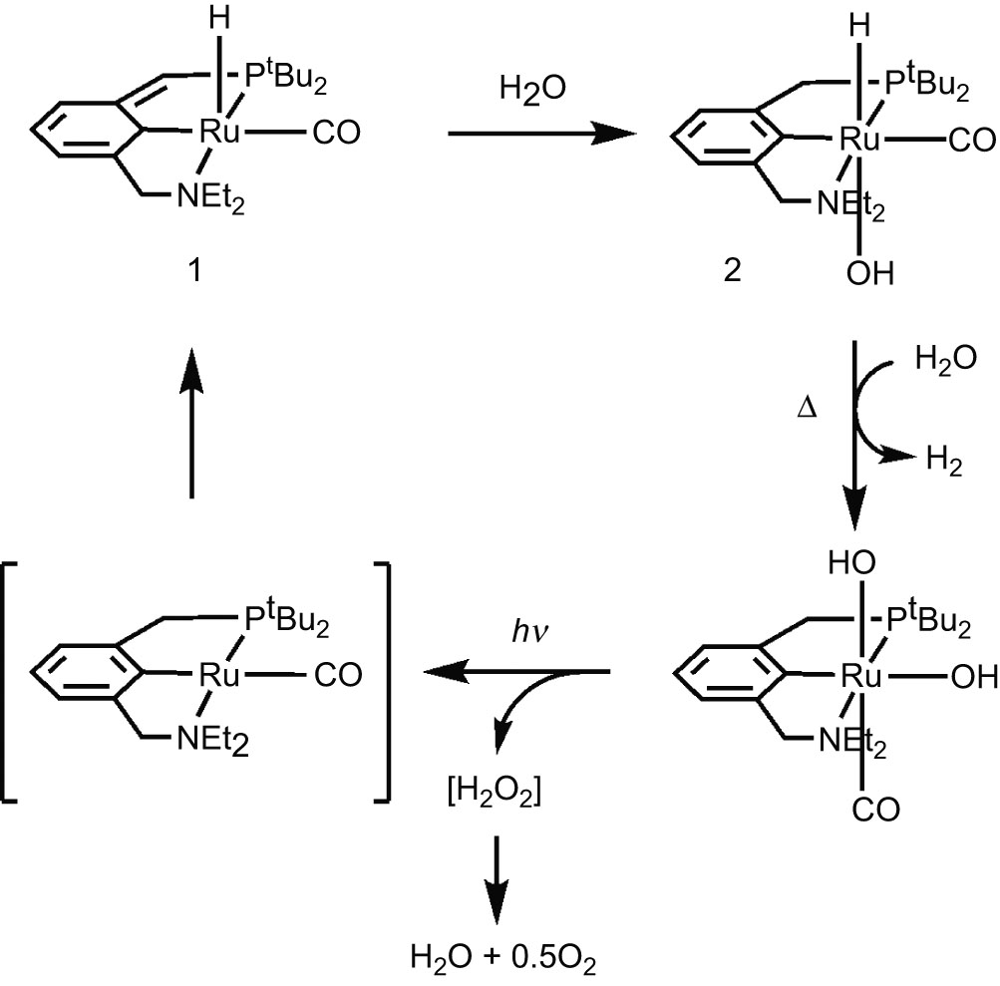 H
PᵗBu₂
Ru
CO
NEt₂
1
H₂O
H
PᵗBu₂
Ru
CO
NEt₂
OH
2
Δ
H₂O
H₂
HO
PᵗBu₂
Ru
OH
NEt₂
CO
hν
[H₂O₂]
H₂O + 0.5O₂
PᵗBu₂
Ru
CO
NEt₂